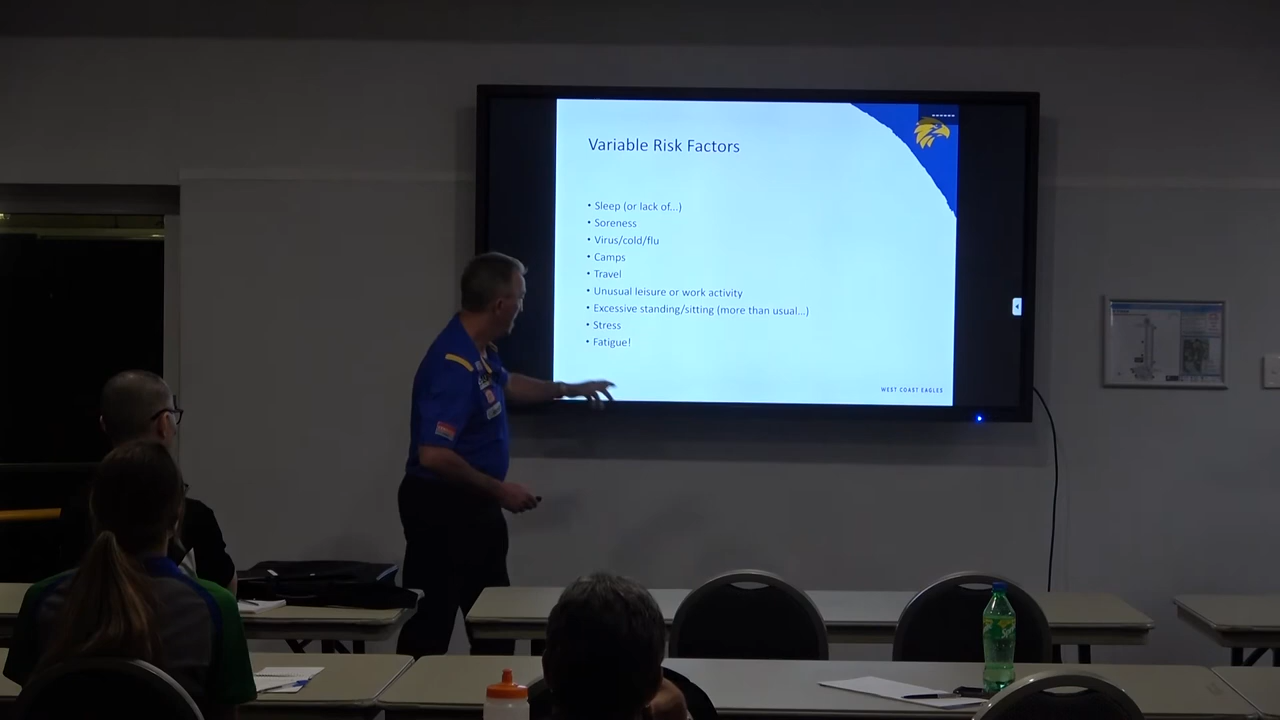 Variable Risk Factors
• Sleep (or lack of...)
• Soreness
• Virus/cold/flu
• Camps
• Travel
• Unusual leisure or work activity
• Excessive standing/sitting (more than usual...)
• Stress
• Fatigue!
WEST COAST EAGLES
Sprite